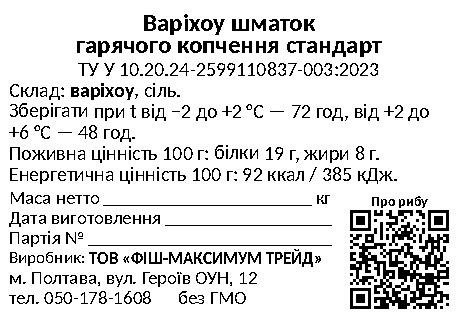 Варіхоу шматок
гарячого копчення стандарт
ТУ У 10.20.24-2599110837-003:2023
Склад: варіхоу, сіль.
Зберігати при t від −2 до +2 °С — 72 год, від +2 до
+6 °С — 48 год.
Поживна цінність 100 г: білки 19 г, жири 8 г.
Енергетична цінність 100 г: 92 ккал / 385 кДж.
Маса нетто ____________________ кг
Про рибу
Дата виготовлення ________________
Партія № _______________________
Виробник: ТОВ «ФІШ-МАКСИМУМ ТРЕЙД»
м. Полтава, вул. Героїв ОУН, 12
тел. 050-178-1608 без ГМО